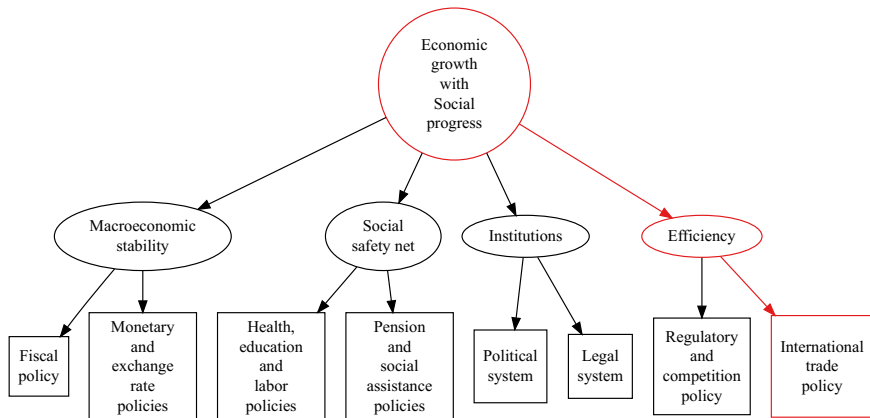 Economic
growth
with
Social
progress
Macroeconomic
stability
Social
safety net
Institutions
Efficiency
Fiscal
policy
Monetary
and
exchange
rate
policies
Health,
education
and
labor
policies
Pension
and
social
assistance
policies
Political
system
Legal
system
Regulatory
and
competition
policy
International
trade
policy